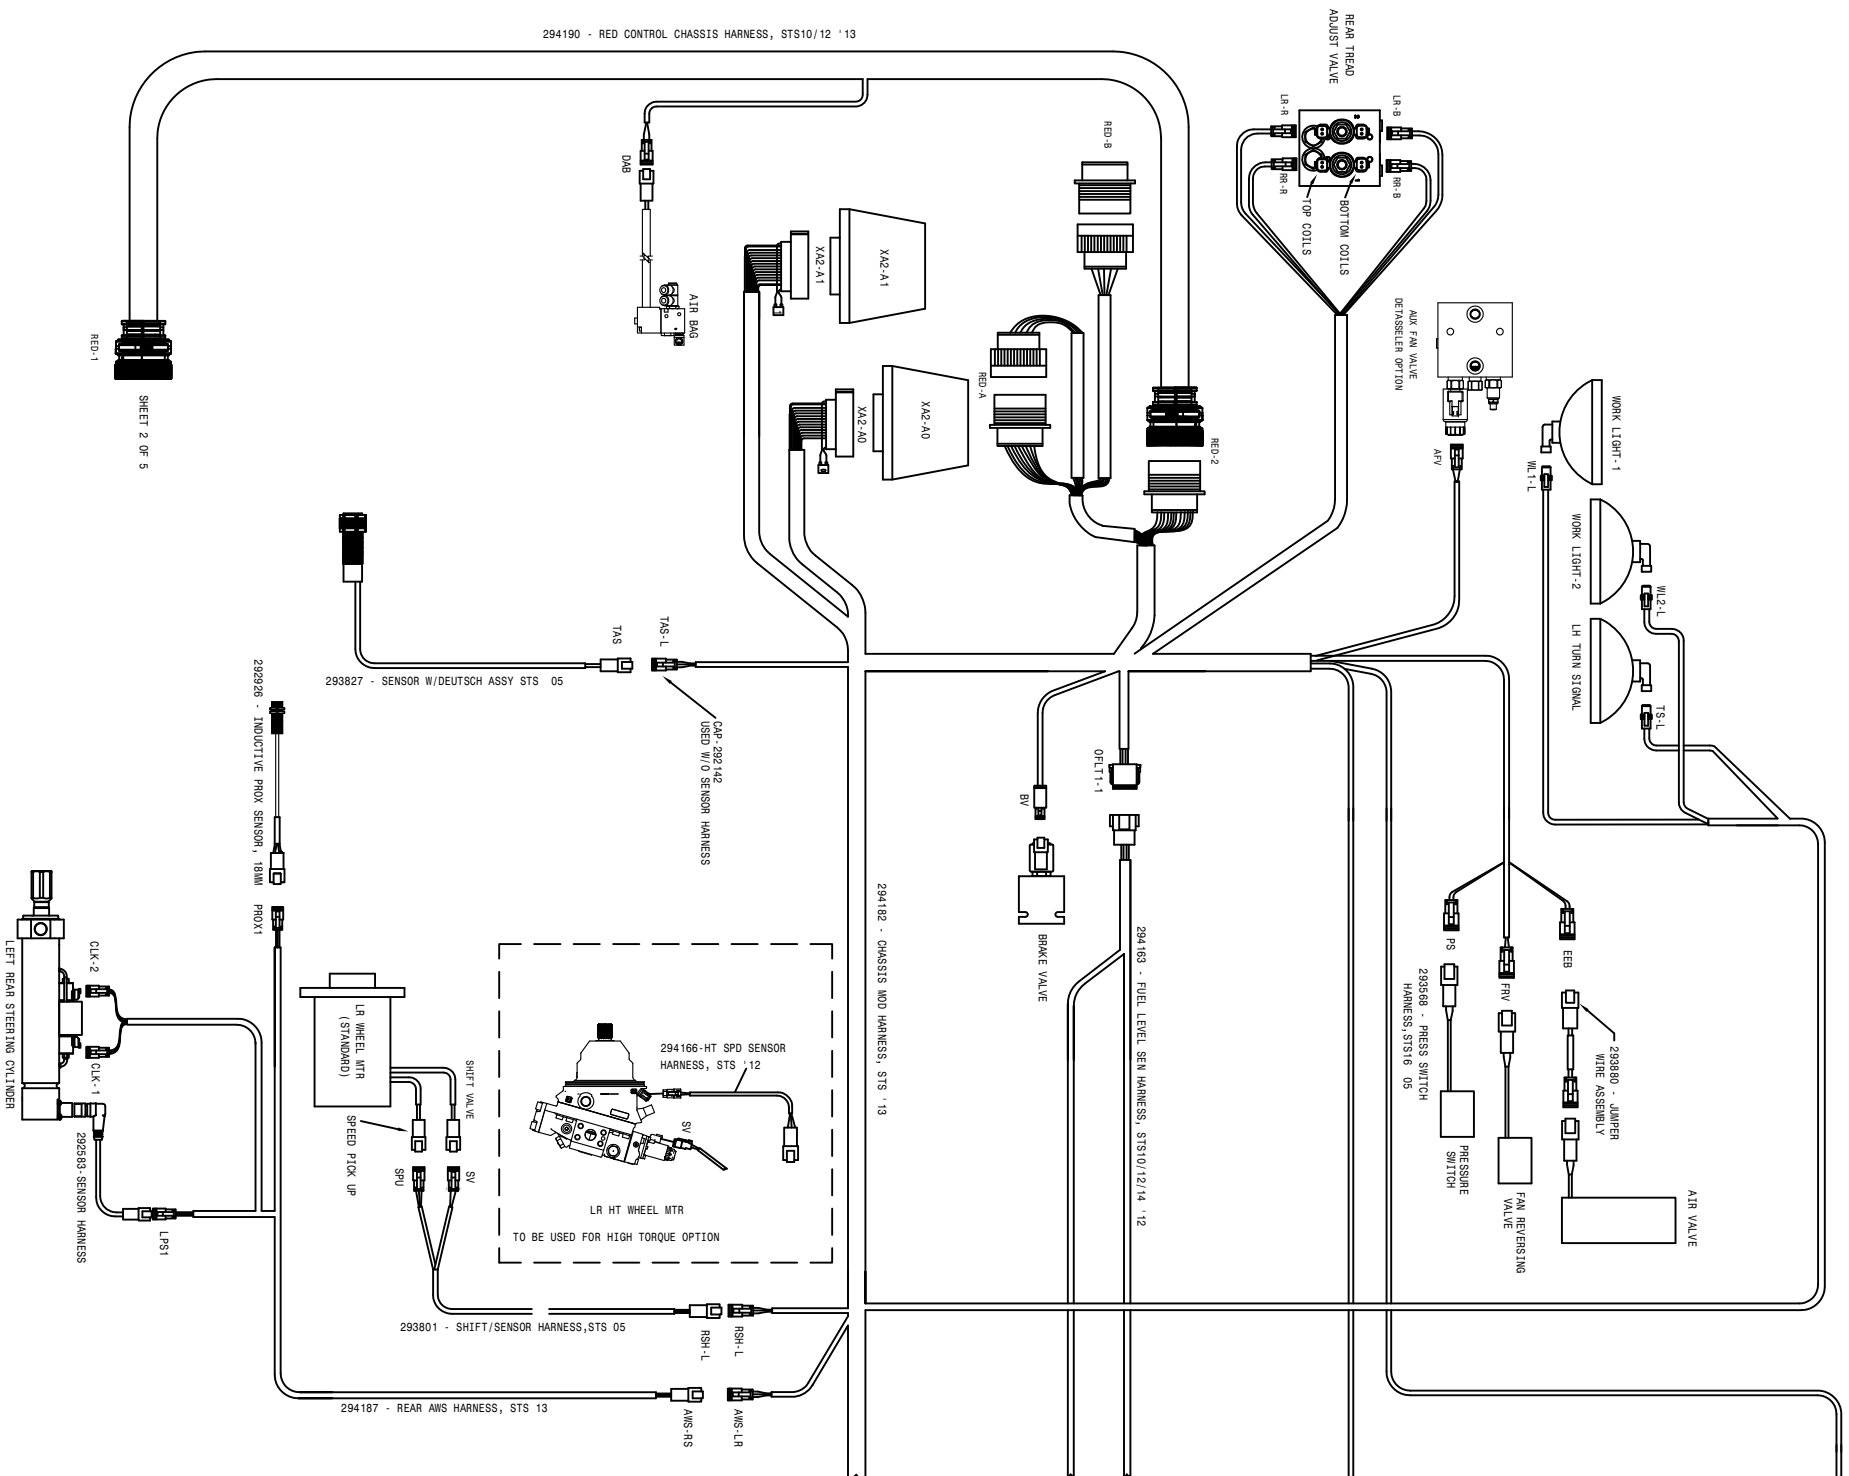 294190 - RED CONTROL CHASSIS HARNESS, STS10/12 '13
REAR TREAD
ADJUST VALVE
LR-R
LR-B
RR-R
RR-B
TOP COILS
BOTTOM COILS
RED-B
DAB
AIR BAG
XA2-A1
XA2-A1
XA2-A0
XA2-A0
RED-A
RED-2
RED-1
SHEET 2 OF 5
AUX FAN VALVE
DETASSELER OPTION
AFV
WORK LIGHT-1
WL1-L
WORK LIGHT-2
WL2-L
LH TURN SIGNAL
TS-L
TAS
TAS-L
293827 - SENSOR W/DEUTSCH ASSY STS 05
CAP-292142
USED W/O SENSOR HARNESS
292926 - INDUCTIVE PROX SENSOR, 18MM
PROX1
OFLT1-1
BV
BRAKE VALVE
294182 - CHASSIS MOD HARNESS, STS '13
294163 - FUEL LEVEL SEN HARNESS, STS10/12/14 '12
PS
EEB
FRV
293568 - PRESS SWITCH
HARNESS,STS16 05
293880 - JUMPER
WIRE ASSEMBLY
PRESSURE
SWITCH
FAN REVERSING
VALVE
AIR VALVE
LEFT REAR STEERING CYLINDER
CLK-2
CLK-1
292583-SENSOR HARNESS
LPS1
LR WHEEL MTR
(STANDARD)
SHIFT VALVE
SPEED PICK UP
SPU
SV
294166-HT SPD SENSOR
HARNESS, STS '12
SV
LR HT WHEEL MTR
TO BE USED FOR HIGH TORQUE OPTION
293801 - SHIFT/SENSOR HARNESS,STS 05
RSH-L
RSH-L
294187 - REAR AWS HARNESS, STS 13
AWS-RS
AWS-LR